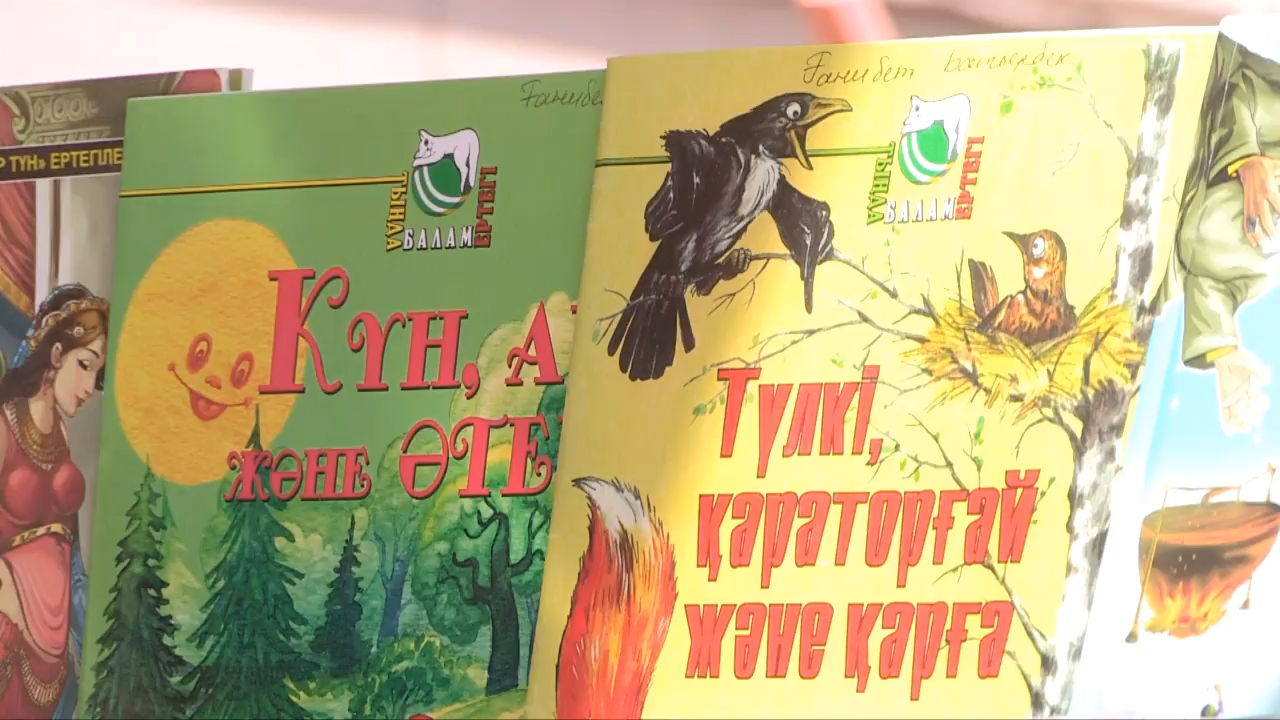 Р ТҮН» ЕРТЕГІЛЕ
ТЫҢДА
БАЛАМ
ЕРТЕГІ
КҮН, А
ЖӘНЕ ӨТЕ
Ғанибет
ТЫҢДА
БАЛАМ
ЕРТЕГІ
Түлкі,
қараторғай
және қарға